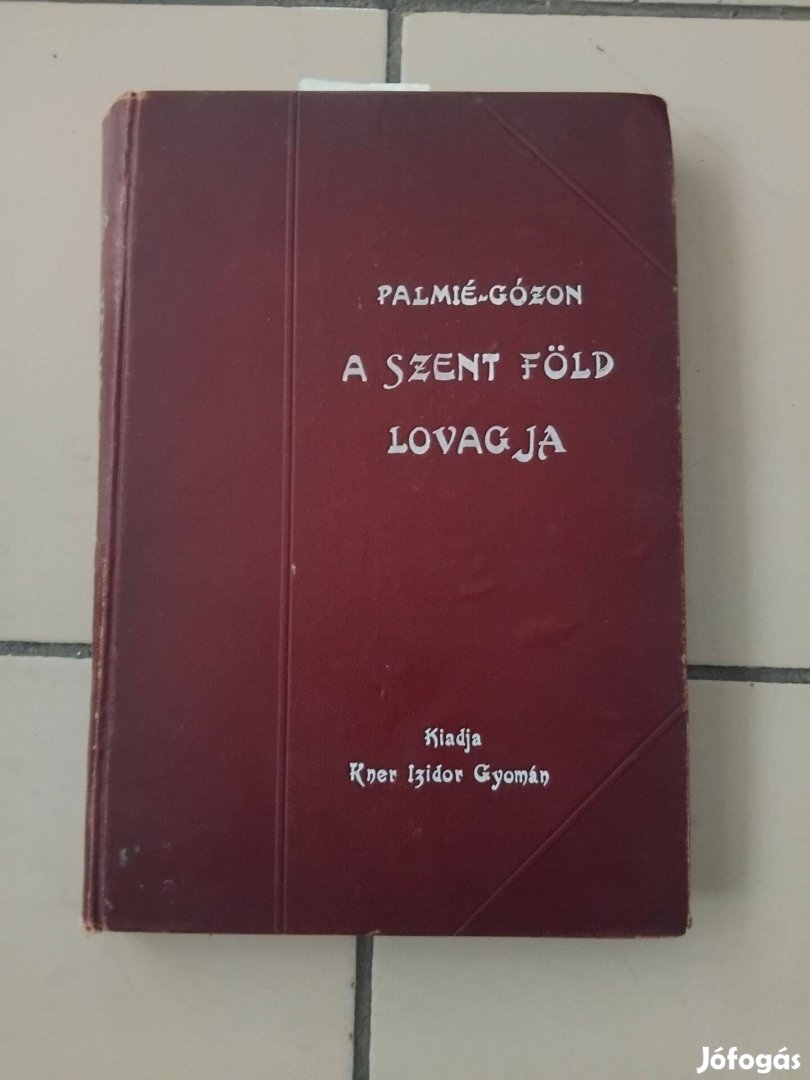 PALMIÉ-GÓZON
A SZENT FÖLD
LOVAGJA
Kiadja
Kner Izidor Gyomán
Jófogás